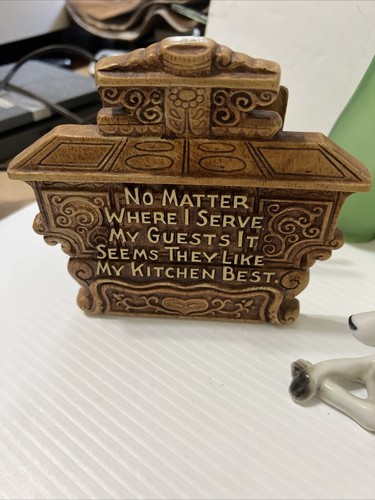 No Matter
Where I Serve
My Guests It
Seems They Like
My Kitchen Best.